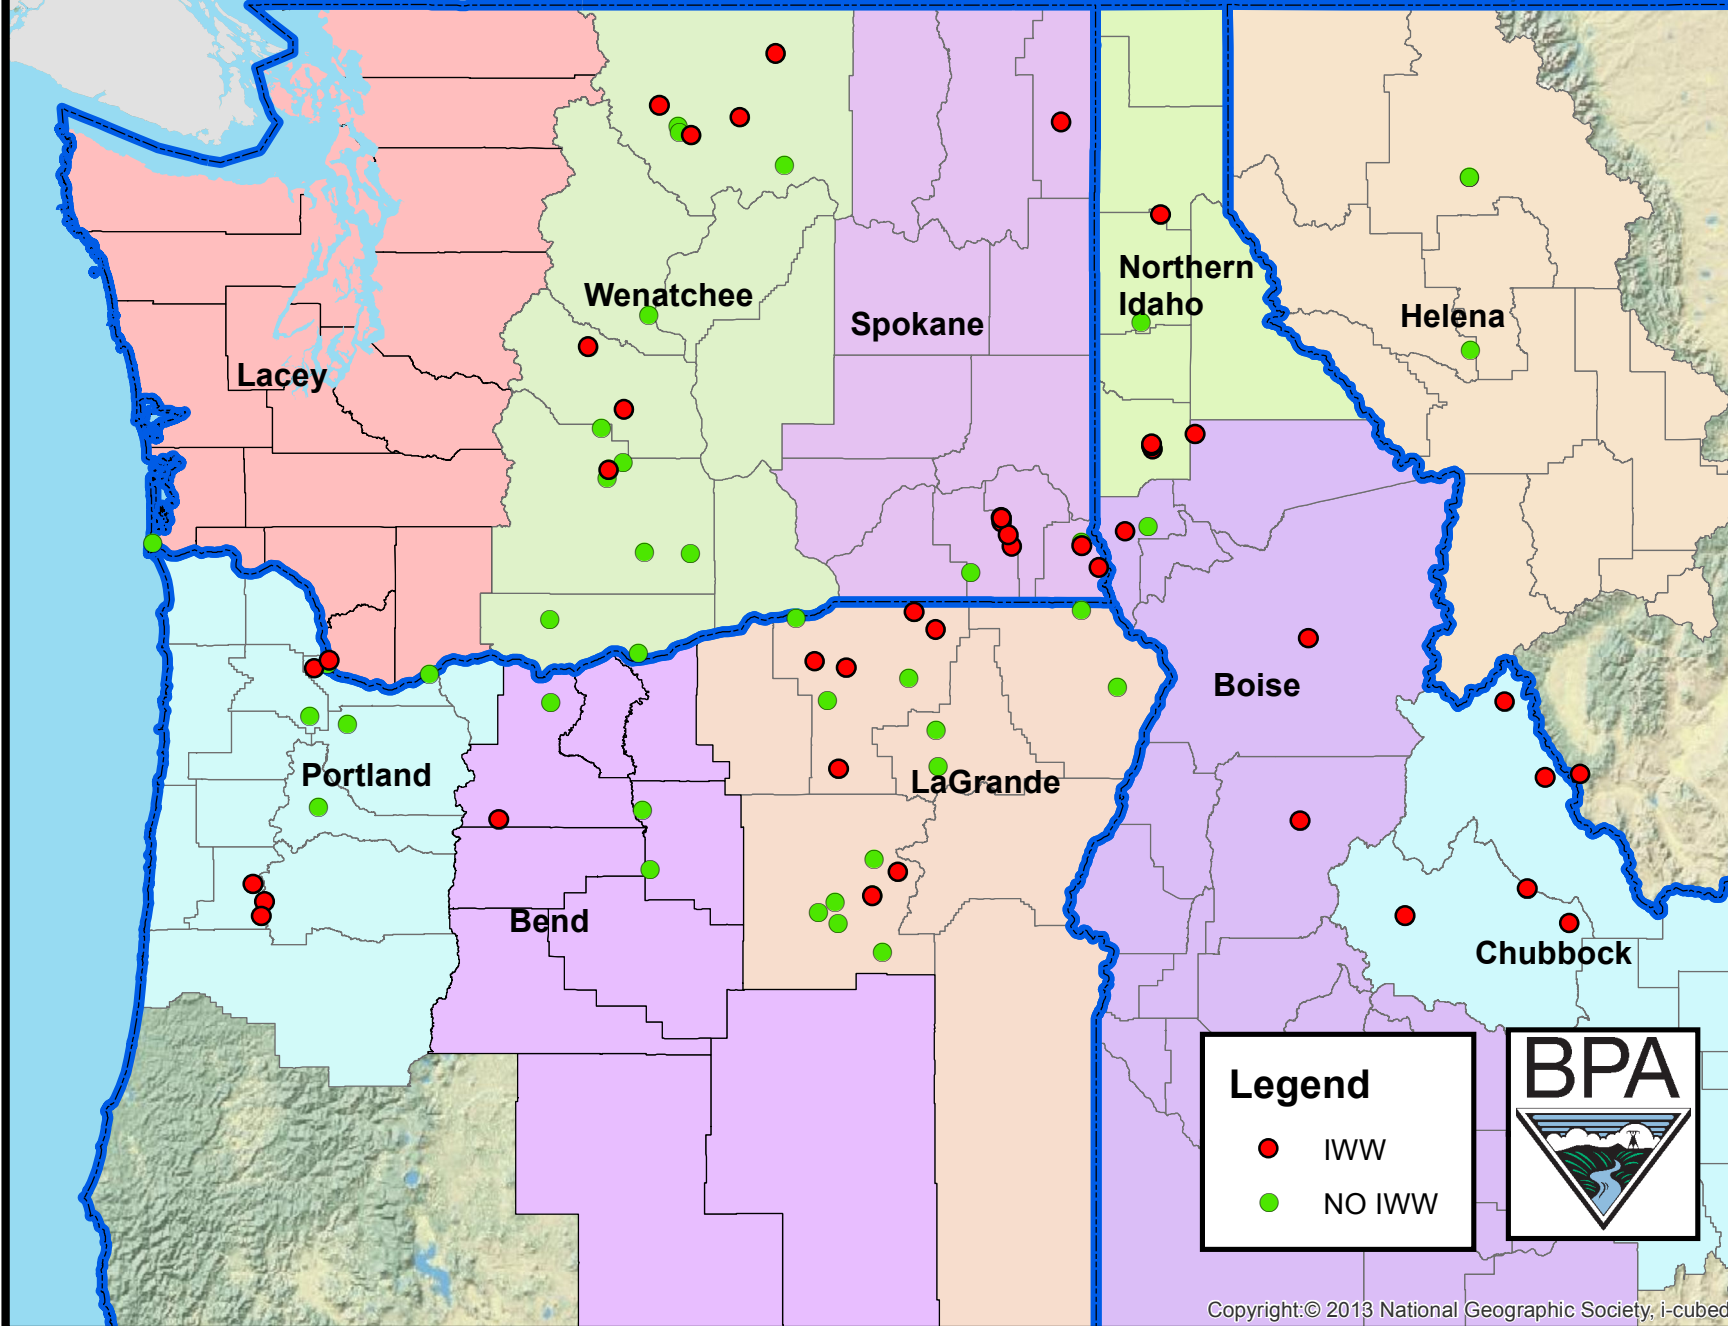 Wenatchee
Northern
Idaho
Spokane
Helena
Lacey
Boise
Portland
LaGrande
Bend
Chubbock
Legend
IWW
NO IWW
BPA
Copyright:© 2013 National Geographic Society, i-cubed